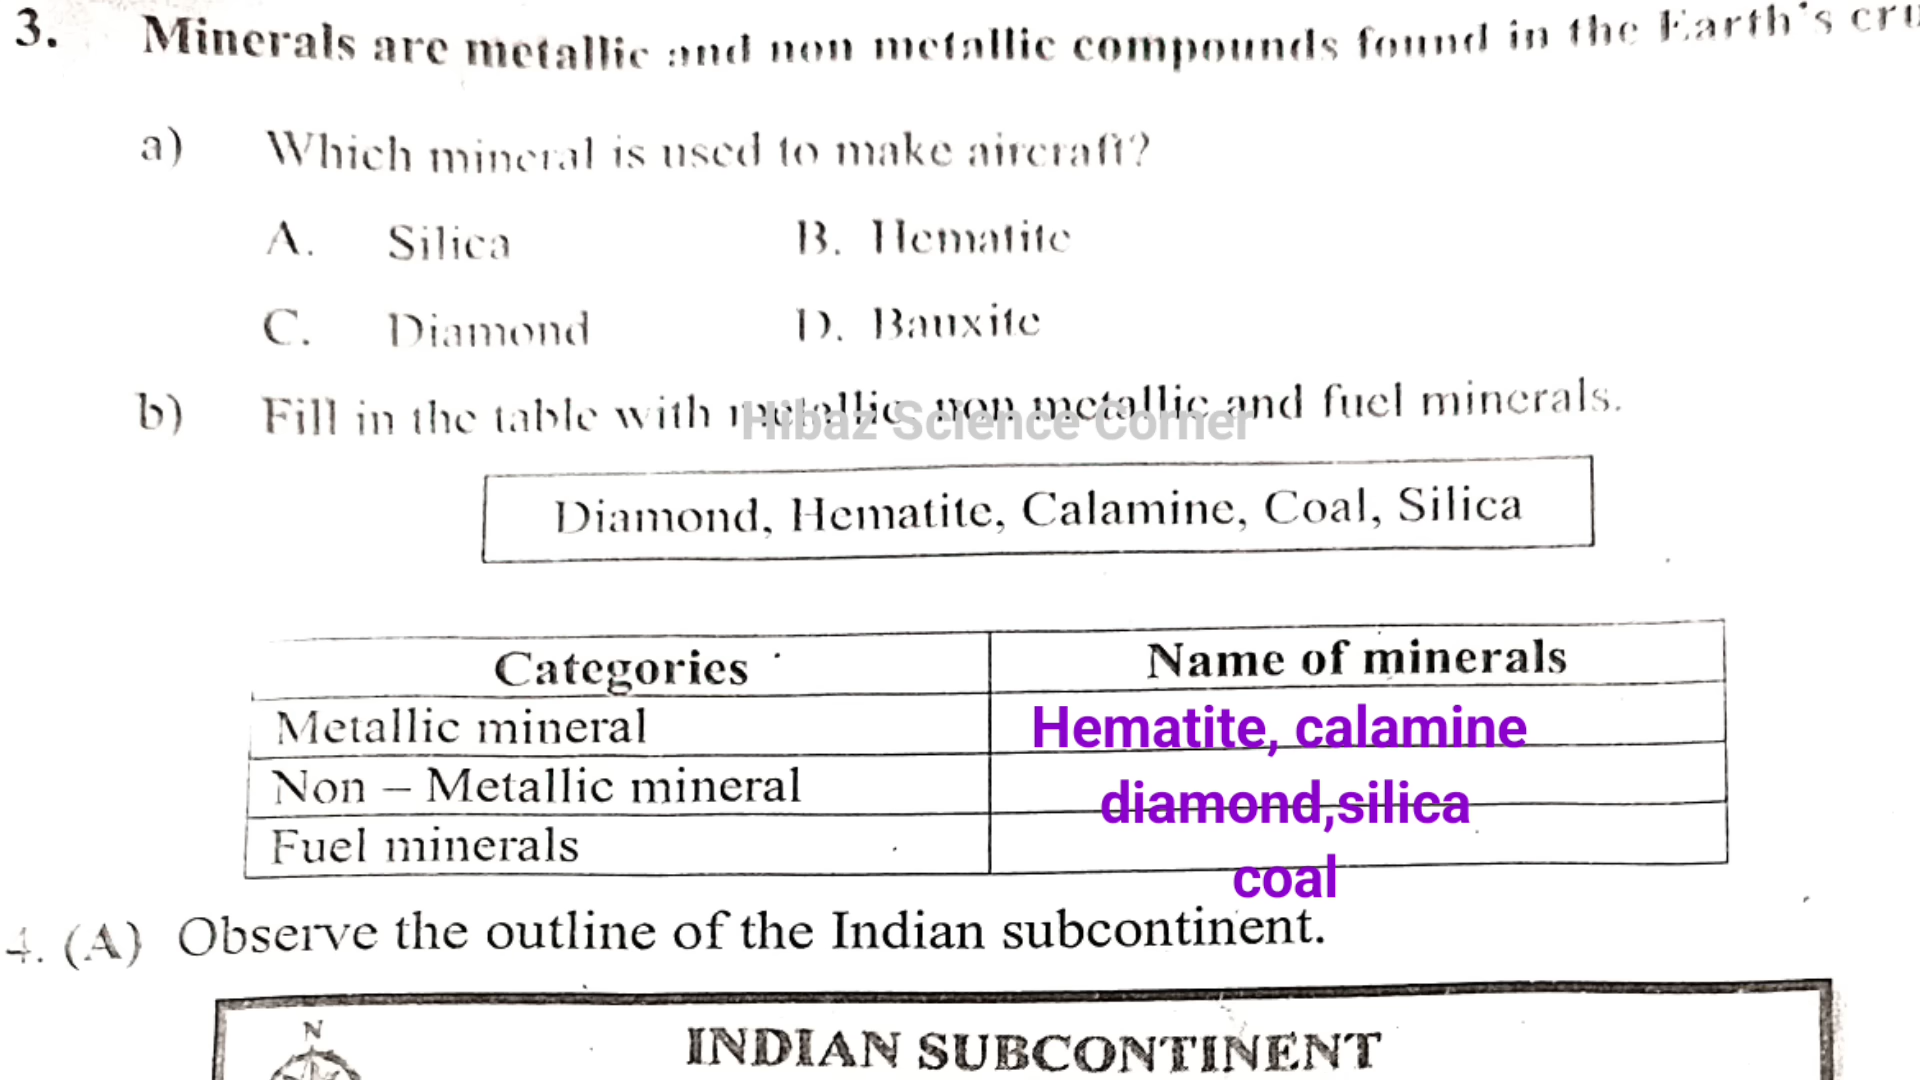 3. Minerals are metallic and non metallic compounds found in the Earth's cru
a) Which mineral is used to make aircraft?
A. Silica B. Hematite
C. Diamond D. Bauxite
b) Fill in the table with metallic, non metallic and fuel minerals.
Hibaz Science Corner
Diamond, Hematite, Calamine, Coal, Silica
Categories Name of minerals
Metallic mineral Hematite, calamine
Non – Metallic mineral diamond,silica
Fuel minerals coal
4. (A) Observe the outline of the Indian subcontinent.
N
INDIAN SUBCONTINENT